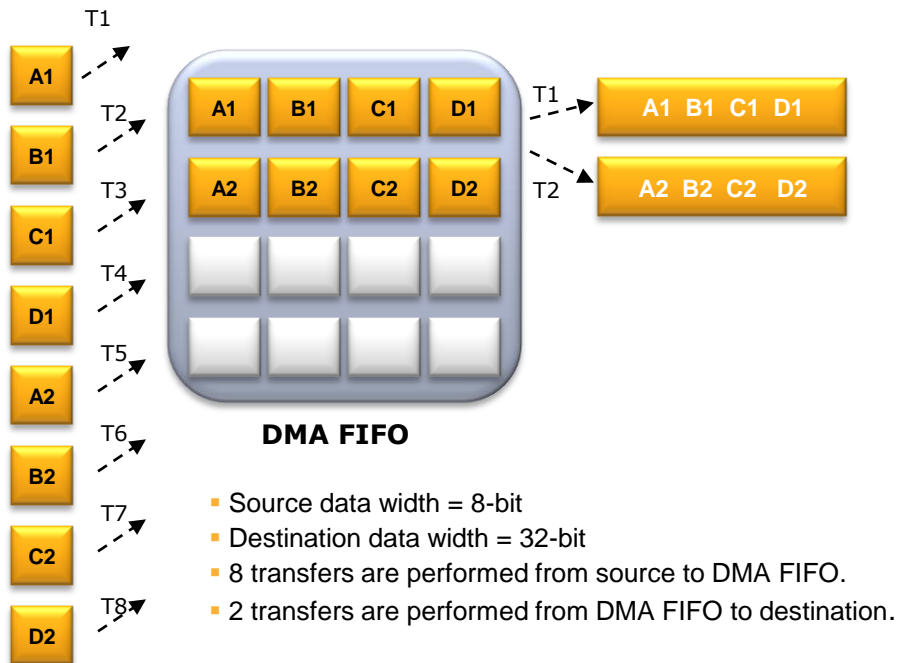 T1
A1
T2
B1
T3
C1
T4
D1
T5
A2
T6
B2
T7
C2
T8
D2
A1 B1 C1 D1
A2 B2 C2 D2
DMA FIFO
T1
A1 B1 C1 D1
T2
A2 B2 C2 D2
▪ Source data width = 8-bit
▪ Destination data width = 32-bit
▪ 8 transfers are performed from source to DMA FIFO.
▪ 2 transfers are performed from DMA FIFO to destination.